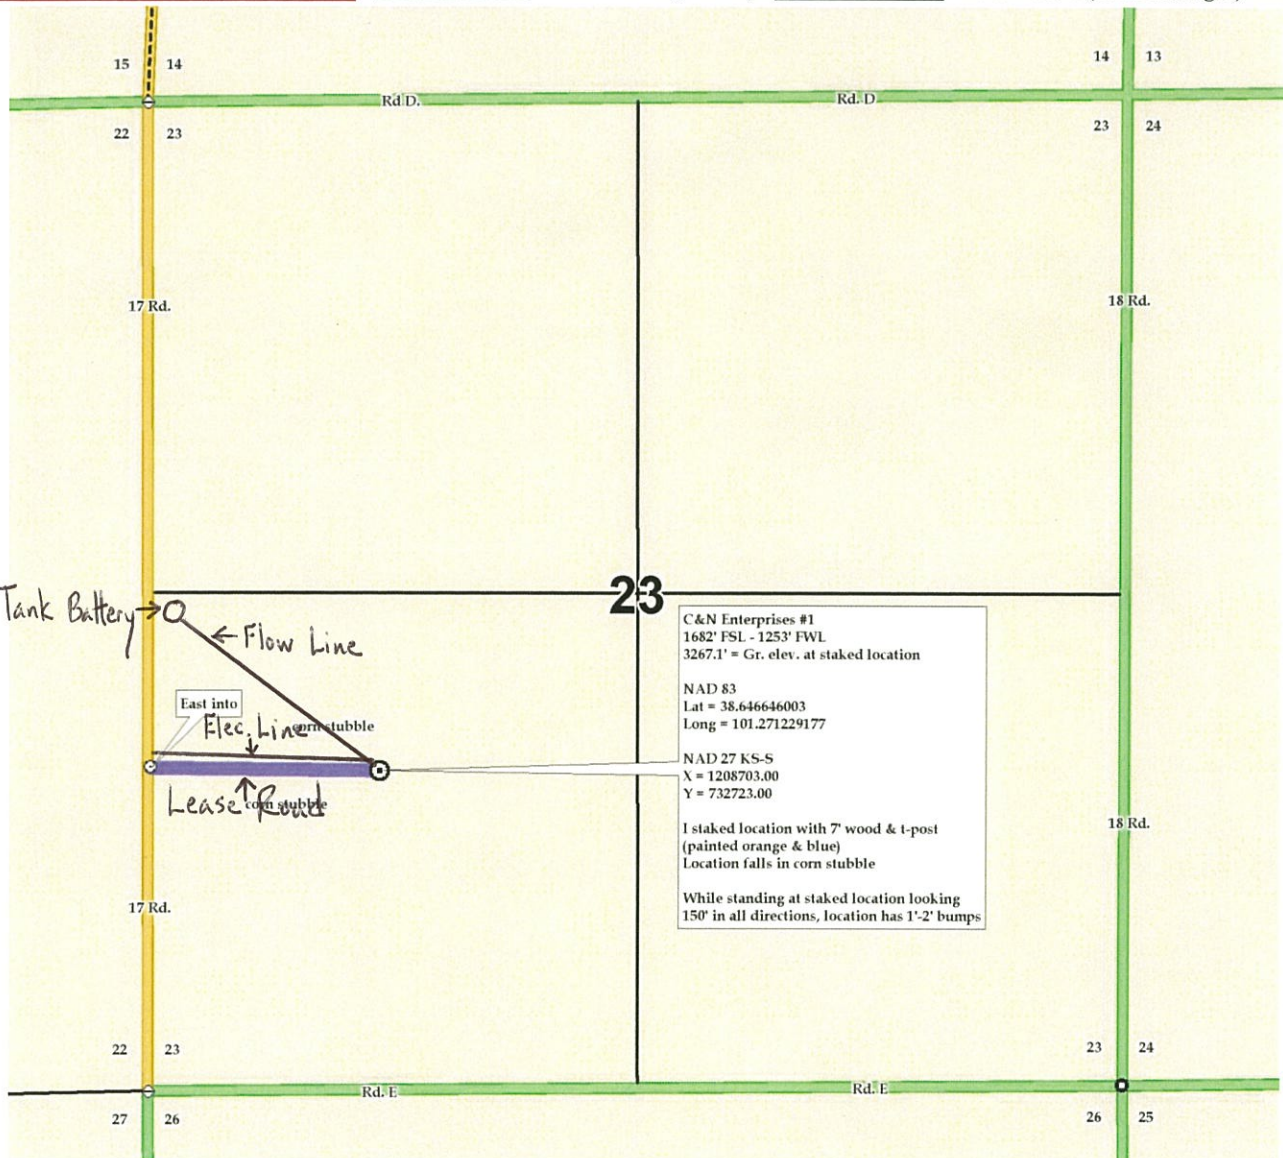 15 14
14 13
Rd D.
Rd. D
22 23
23 24
17 Rd.
18 Rd.
23
Tank Battery
Flow Line
C&N Enterprises #1
1682' FSL - 1253' FWL
3267.1' = Gr. elev. at staked location
NAD 83
Lat = 38.646646003
Long = 101.271229177
NAD 27 KS-S
X = 1208703.00
Y = 732723.00
I staked location with 7' wood & t-post
(painted orange & blue)
Location falls in corn stubble
While standing at staked location looking
150' in all directions, location has 1'-2' bumps
East into
Elec. Line
corn stubble
Lease Road
corn stubble
18 Rd.
17 Rd.
22 23
23 24
Rd. E
Rd. E
27 26
26 25